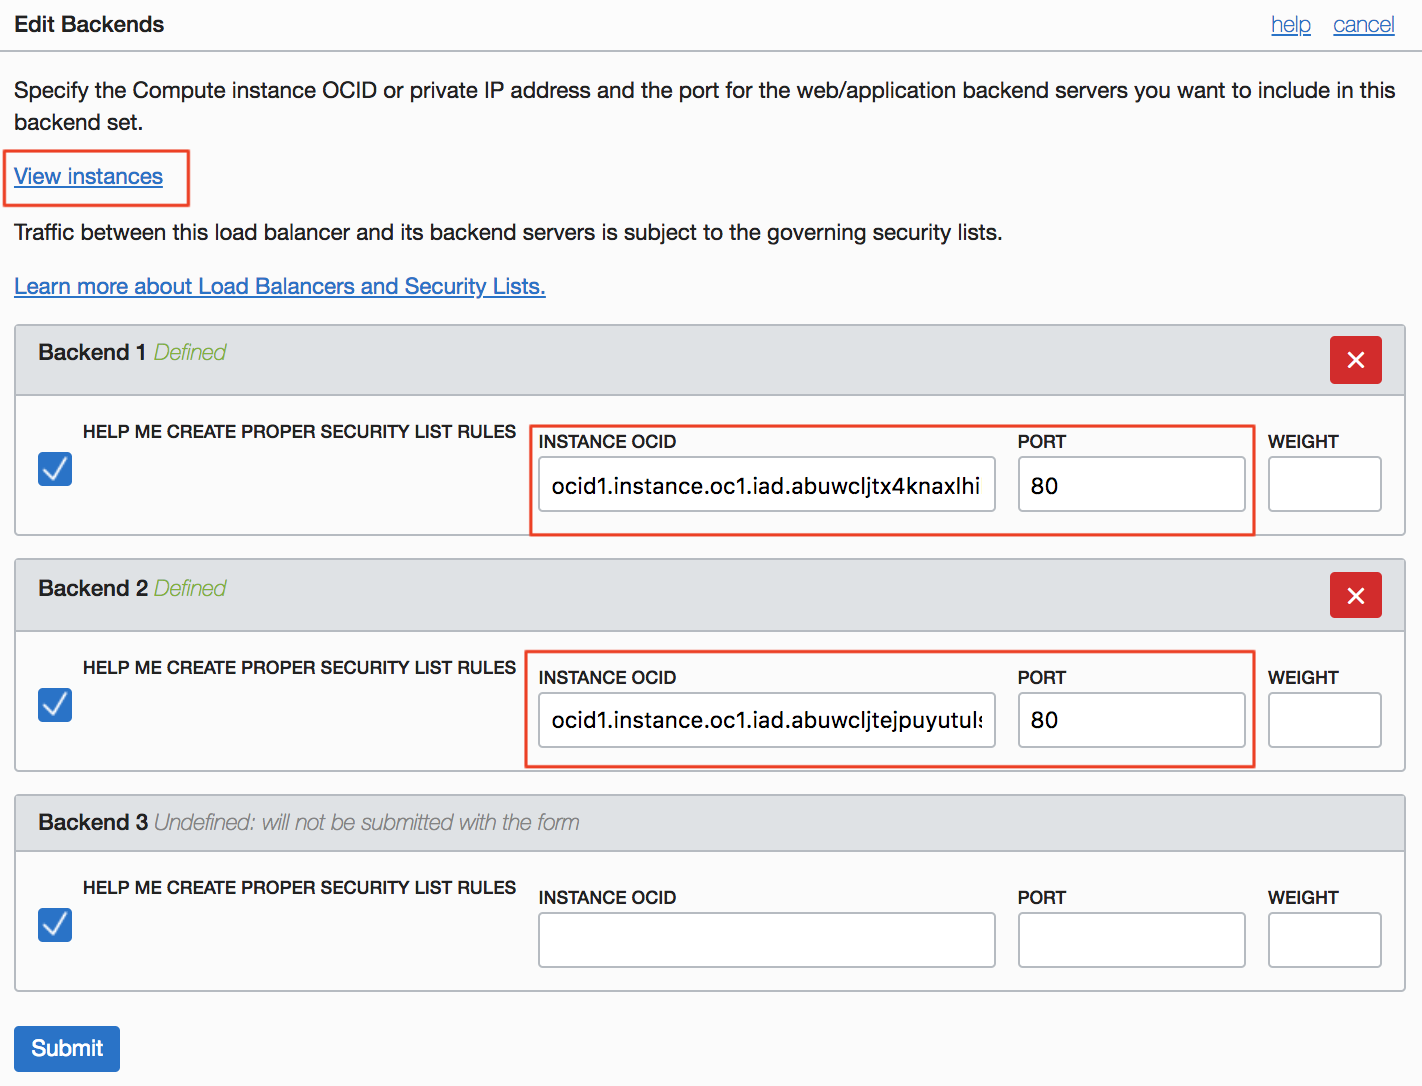 Edit Backends
help cancel
Specify the Compute instance OCID or private IP address and the port for the web/application backend servers you want to include in this
backend set.
View instances
Traffic between this load balancer and its backend servers is subject to the governing security lists.
Learn more about Load Balancers and Security Lists.
Backend 1 Defined
HELP ME CREATE PROPER SECURITY LIST RULES
INSTANCE OCID
PORT
WEIGHT
ocid1.instance.oc1.iad.abuwcljtx4knaxlhi
80
Backend 2 Defined
HELP ME CREATE PROPER SECURITY LIST RULES
INSTANCE OCID
PORT
WEIGHT
ocid1.instance.oc1.iad.abuwcljtejpuyutuls
80
Backend 3 Undefined: will not be submitted with the form
HELP ME CREATE PROPER SECURITY LIST RULES
INSTANCE OCID
PORT
WEIGHT
Submit